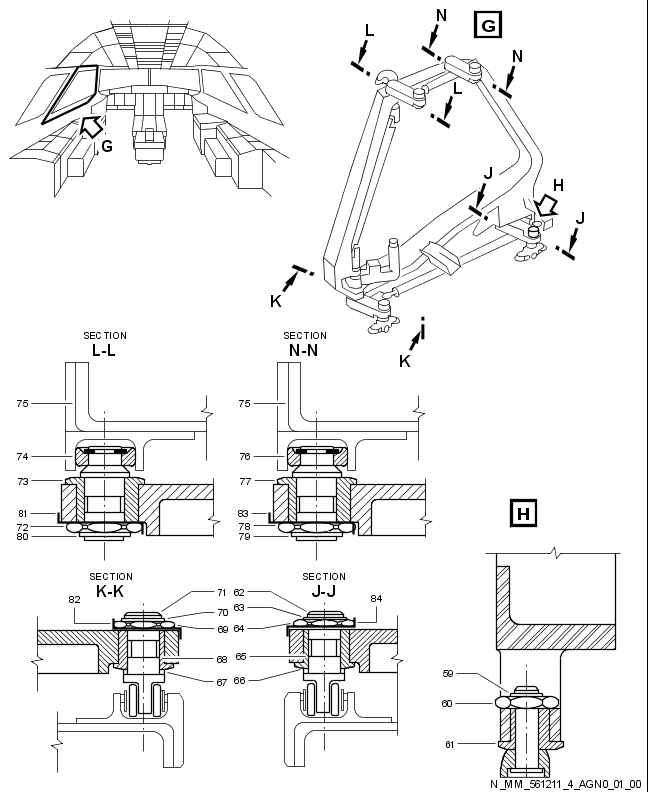 G
N
G
L
N
L
J
H
J
K
K
SECTION
L-L
SECTION
N-N
75
75
74
76
73
77
81
83
72
78
80
79
H
SECTION
K-K
SECTION
J-J
82
71
62
84
70
63
69
64
68
65
67
66
59
60
61
N_MM_561211_4_AGN0_01_00